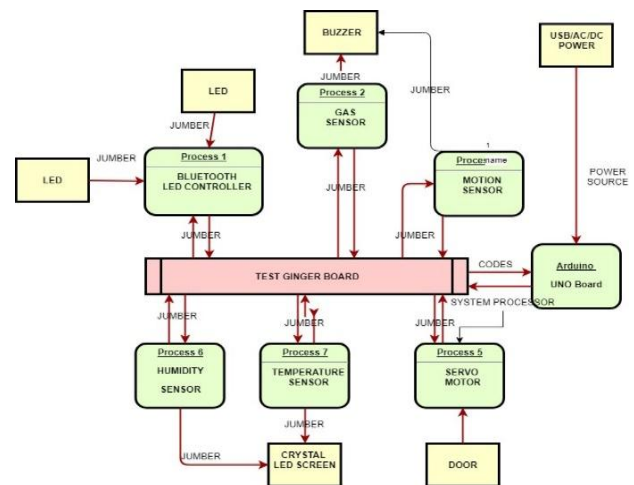 BUZZER
USB/AC/DC
POWER
LED
JUMBER
Process 2
GAS
SENSOR
JUMBER
JUMBER
Process 1
BLUETOOTH
LED CONTROLLER
LED
JUMBER
1
name
MOTION
SENSOR
POWER
SOURCE
JUMBER
JUMBER
JUMBER
TEST GINGER BOARD
CODES
Arduino
UNO Board
SYSTEM PROCESSOR
JUMBER
JUMBER
JUMBER
Process 6
HUMIDITY
SENSOR
Process 7
TEMPERATURE
SENSOR
Process 5
SERVO
MOTOR
JUMBER
JUMBER
CRYSTAL
LED SCREEN
DOOR